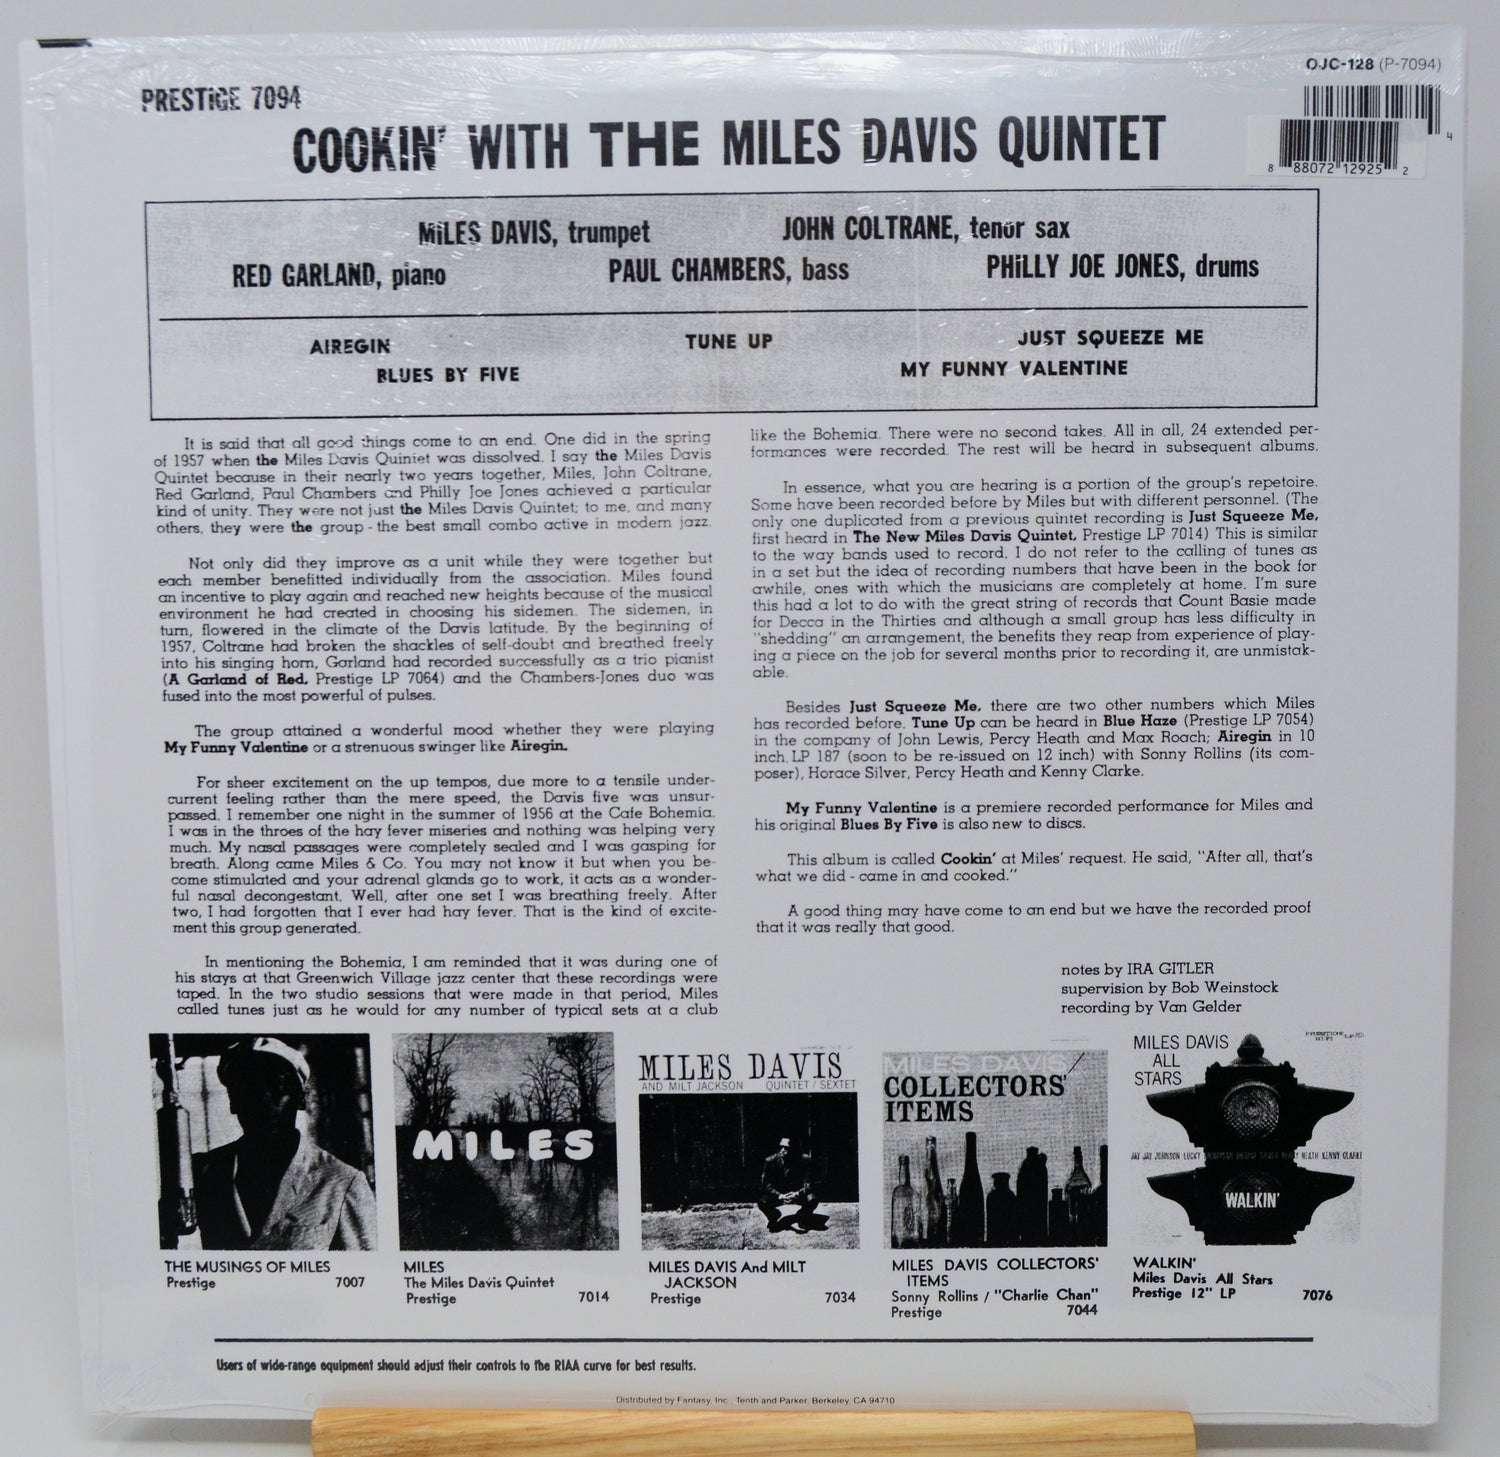 OJC-128 (P-7094)
PRESTIGE 7094
COOKIN' WITH THE MILES DAVIS QUINTET
4
8 88072 12925 2
MILES DAVIS, trumpet JOHN COLTRANE, tenor sax
RED GARLAND, piano PAUL CHAMBERS, bass PHILLY JOE JONES, drums
AIREGIN TUNE UP JUST SQUEEZE ME
BLUES BY FIVE MY FUNNY VALENTINE
It is said that all good things come to an end. One did in the spring
of 1957 when the Miles Davis Quintet was dissolved. I say the Miles Davis
Quintet because in their nearly two years together, Miles, John Coltrane,
Red Garland, Paul Chambers and Philly Joe Jones achieved a particular
kind of unity. They were not just the Miles Davis Quintet; to me, and many
others, they were the group - the best small combo active in modern jazz.
Not only did they improve as a unit while they were together but
each member benefitted individually from the association. Miles found
an incentive to play again and reached new heights because of the musical
environment he had created in choosing his sidemen. The sidemen, in
turn, flowered in the climate of the Davis latitude. By the beginning of
1957, Coltrane had broken the shackles of self-doubt and breathed freely
into his singing horn, Garland had recorded successfully as a trio pianist
(A Garland of Red, Prestige LP 7064) and the Chambers-Jones duo was
fused into the most powerful of pulses.
The group attained a wonderful mood whether they were playing
My Funny Valentine or a strenuous swinger like Airegin.
For sheer excitement on the up tempos, due more to a tensile under-
current feeling rather than the mere speed, the Davis five was unsur-
passed. I remember one night in the summer of 1956 at the Cafe Bohemia.
I was in the throes of the hay fever miseries and nothing was helping very
much. My nasal passages were completely sealed and I was gasping for
breath. Along came Miles & Co. You may not know it but when you be-
come stimulated and your adrenal glands go to work, it acts as a wonder-
ful nasal decongestant. Well, after one set I was breathing freely. After
two, I had forgotten that I ever had hay fever. That is the kind of excite-
ment this group generated.
In mentioning the Bohemia, I am reminded that it was during one of
his stays at that Greenwich Village jazz center that these recordings were
taped. In the two studio sessions that were made in that period, Miles
called tunes just as he would for any number of typical sets at a club
like the Bohemia. There were no second takes. All in all, 24 extended per-
formances were recorded. The rest will be heard in subsequent albums.
In essence, what you are hearing is a portion of the group's repetoire.
Some have been recorded before by Miles but with different personnel. (The
only one duplicated from a previous quintet recording is Just Squeeze Me,
first heard in The New Miles Davis Quintet, Prestige LP 7014) This is similar
to the way bands used to record. I do not refer to the calling of tunes as
in a set but the idea of recording numbers that have been in the book for
awhile, ones with which the musicians are completely at home. I'm sure
this had a lot to do with the great string of records that Count Basie made
for Decca in the Thirties and although a small group has less difficulty in
"shedding" an arrangement, the benefits they reap from experience of play-
ing a piece on the job for several months prior to recording it, are unmistak-
able.
Besides Just Squeeze Me, there are two other numbers which Miles
has recorded before. Tune Up can be heard in Blue Haze (Prestige LP 7054)
in the company of John Lewis, Percy Heath and Max Roach; Airegin in 10
inch LP 187 (soon to be re-issued on 12 inch) with Sonny Rollins (its com-
poser), Horace Silver, Percy Heath and Kenny Clarke.
My Funny Valentine is a premiere recorded performance for Miles and
his original Blues By Five is also new to discs.
This album is called Cookin' at Miles' request. He said, "After all, that's
what we did - came in and cooked."
A good thing may have come to an end but we have the recorded proof
that it was really that good.
notes by IRA GITLER
supervision by Bob Weinstock
recording by Van Gelder
MILES
MILES DAVIS
AND MILT JACKSON QUINTET / SEXTET
MILES DAVIS
COLLECTORS'
ITEMS
MILES DAVIS
ALL
STARS
JAY JAY JOHNSON LUCKY HEATH KENNY CLARKE
WALKIN'
THE MUSINGS OF MILES
Prestige 7007
MILES
The Miles Davis Quintet
Prestige 7014
MILES DAVIS And MILT
JACKSON
Prestige 7034
MILES DAVIS COLLECTORS'
ITEMS
Sonny Rollins / "Charlie Chan"
Prestige 7044
WALKIN'
Miles Davis All Stars
Prestige 12" LP 7076
Users of wide-range equipment should adjust their controls to the RIAA curve for best results.
Distributed by Fantasy, Inc., Tenth and Parker, Berkeley, CA 94710